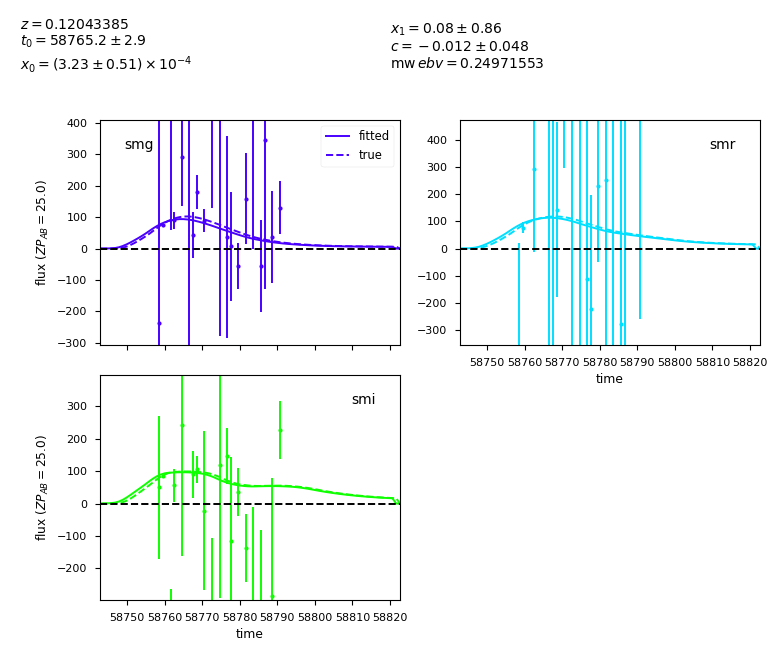 z = 0.12043385
t₀ = 58765.2 ± 2.9
x₀ = (3.23 ± 0.51) × 10⁻⁴
x₁ = 0.08 ± 0.86
c = −0.012 ± 0.048
mw ebv = 0.24971553
smg
fitted
true
400
300
200
100
0
−100
−200
−300
flux (ZP_AB = 25.0)
smr
400
300
200
100
0
−100
−200
−300
58750 58760 58770 58780 58790 58800 58810 58820
time
smi
300
200
100
0
−100
−200
flux (ZP_AB = 25.0)
58750 58760 58770 58780 58790 58800 58810 58820
time